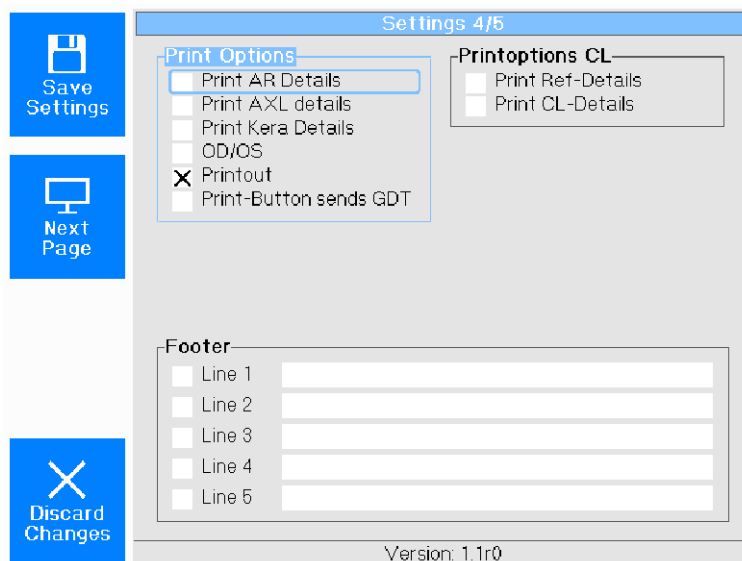 Settings 4/5
Save
Settings
Next
Page
Discard
Changes
Print Options
Print AR Details
Print AXL details
Print Kera Details
OD/OS
Printout
Print-Button sends GDT
Printoptions CL
Print Ref-Details
Print CL-Details
Footer
Line 1
Line 2
Line 3
Line 4
Line 5
Version: 1.1r0